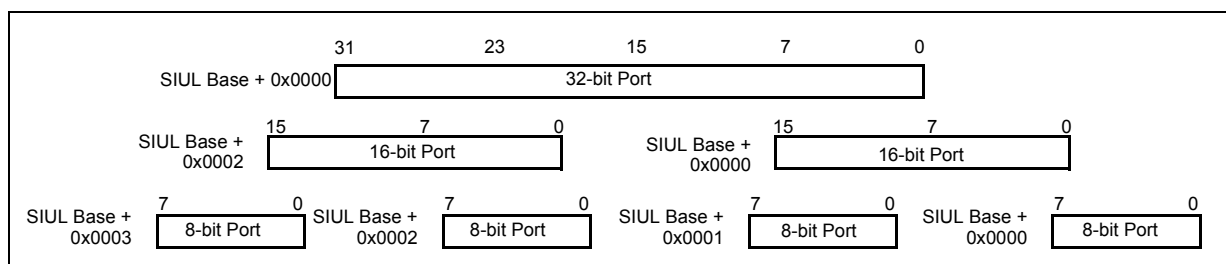 31 23 15 7 0
SIUL Base + 0x0000 32-bit Port
15 7 0 15 7 0
SIUL Base + 0x0002 16-bit Port SIUL Base + 0x0000 16-bit Port
7 0 7 0 7 0 7 0
SIUL Base + 0x0003 8-bit Port SIUL Base + 0x0002 8-bit Port SIUL Base + 0x0001 8-bit Port SIUL Base + 0x0000 8-bit Port